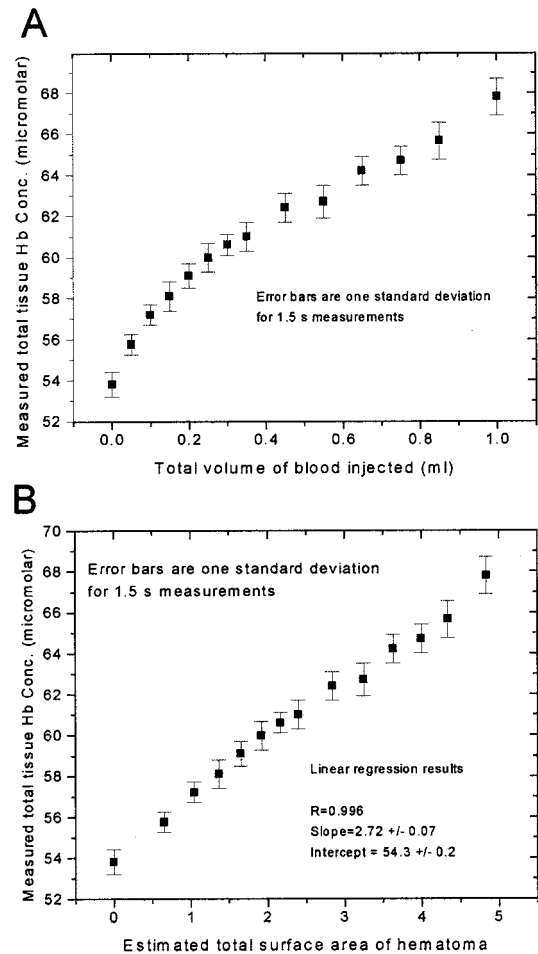 A
Measured total tissue Hb Conc. (micromolar)
68
66
64
62
60
58
56
54
52
Error bars are one standard deviation
for 1.5 s measurements
0.0 0.2 0.4 0.6 0.8 1.0
Total volume of blood injected (ml)
B
Measured total tissue Hb Conc. (micromolar)
70
68
66
64
62
60
58
56
54
52
Error bars are one standard deviation
for 1.5 s measurements
Linear regression results
R=0.996
Slope=2.72 +/- 0.07
Intercept = 54.3 +/- 0.2
0 1 2 3 4 5
Estimated total surface area of hematoma